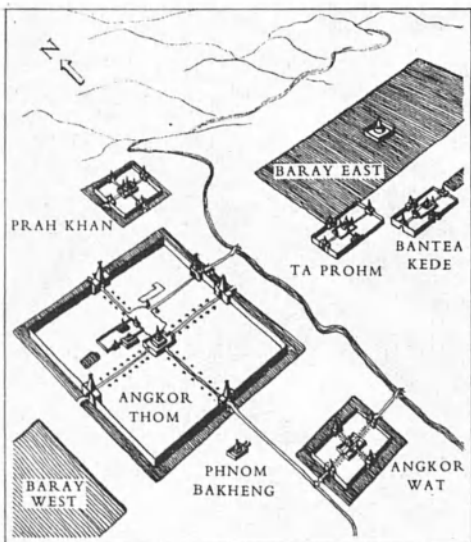 N
BARAY EAST
PRAH KHAN
TA PROHM
BANTEA
KEDE
ANGKOR
THOM
BARAY
WEST
PHNOM
BAKHENG
ANGKOR
WAT